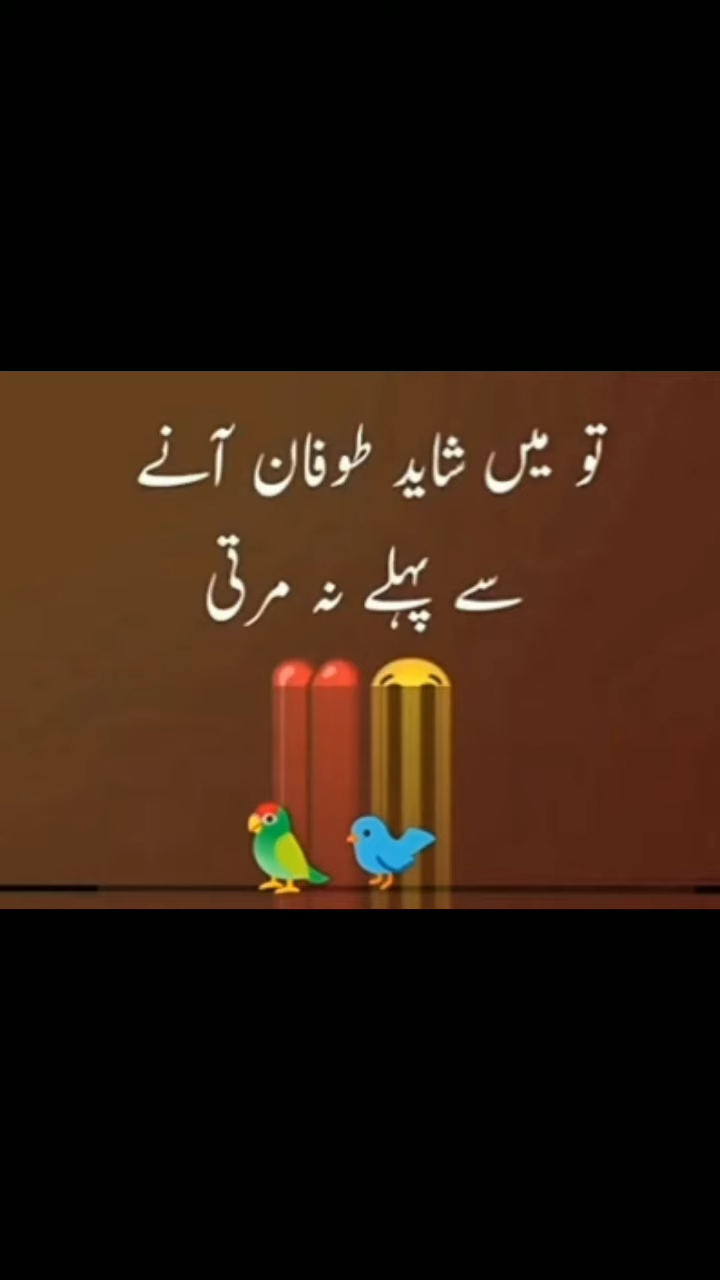 تو میں شاید طوفان آنے
سے پہلے نہ مرتی